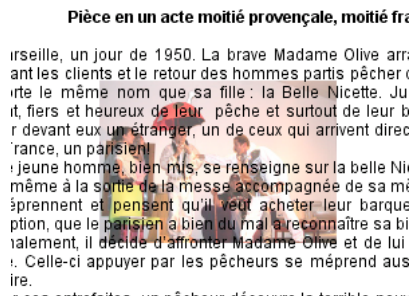 Pièce en un acte moitié provençale, moitié fra
rseille, un jour de 1950. La brave Madame Olive arra
ant les clients et le retour des hommes partis pêcher
orte le même nom que sa fille : la Belle Nicette. Ju
nt, fiers et heureux de leur pêche et surtout de leur b
r devant eux un étranger, un de ceux qui arrivent direc
rance, un parisien!
jeune homme, bien mis, se renseigne sur la belle Nic
même à la sortie de la messe accompagnée de sa mè
éprennent et pensent qu'il veut acheter leur barque
ption, que le parisien a bien du mal à reconnaître sa bi
nalement, il décide d'affronter Madame Olive et de lui
. Celle-ci appuyer par les pêcheurs se méprend aus
ire.